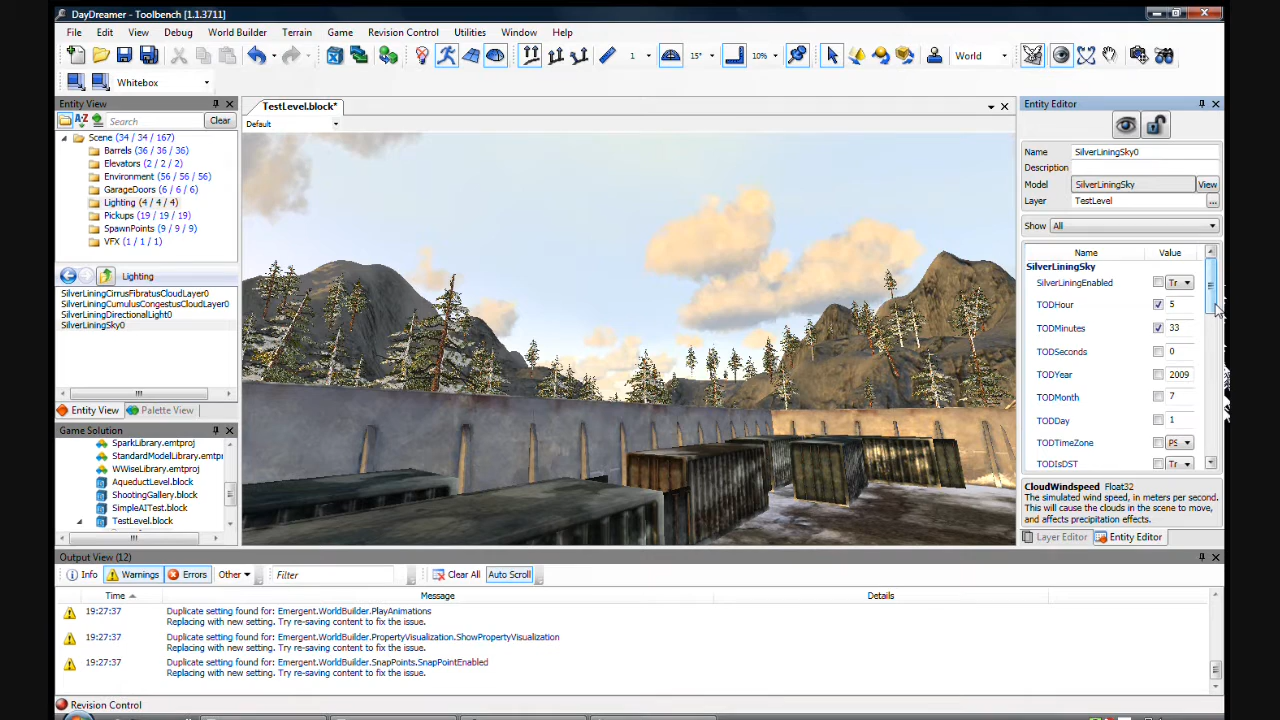 DayDreamer - Toolbench [1.1.3711]
File Edit View Debug World Builder Terrain Game Revision Control Utilities Window Help
1 15° 10% World
Whitebox
Entity View
Search Clear
Scene (34 / 34 / 167)
Barrels (36 / 36 / 36)
Elevators (2 / 2 / 2)
Environment (56 / 56 / 56)
GarageDoors (6 / 6 / 6)
Lighting (4 / 4 / 4)
Pickups (19 / 19 / 19)
SpawnPoints (9 / 9 / 9)
VFX (1 / 1 / 1)
Lighting
SilverLiningCirrusFibratusCloudLayer0
SilverLiningCumulusCongestusCloudLayer0
SilverLiningDirectionalLight0
SilverLiningSky0
Entity View Palette View
Game Solution
SparkLibrary.emtproj
StandardModelLibrary.emtproj
WWiseLibrary.emtproj
AqueductLevel.block
ShootingGallery.block
SimpleAITest.block
TestLevel.block
TestLevel.block*
Default
Entity Editor
Name SilverLiningSky0
Description
Model SilverLiningSky View
Layer TestLevel ...
Show All
Name Value
SilverLiningSky
SilverLiningEnabled Tr
TODHour 5
TODMinutes 33
TODSeconds 0
TODYear 2009
TODMonth 7
TODDay 1
TODTimeZone PS
TODIsDST Tr
CloudWindspeed Float32
The simulated wind speed, in meters per second.
This will cause the clouds in the scene to move,
and affects precipitation effects.
Layer Editor Entity Editor
Output View (12)
Info Warnings Errors Other Filter Clear All Auto Scroll
Time Message Details
19:27:37 Duplicate setting found for: Emergent.WorldBuilder.PlayAnimations
Replacing with new setting. Try re-saving content to fix the issue.
19:27:37 Duplicate setting found for: Emergent.WorldBuilder.PropertyVisualization.ShowPropertyVisualization
Replacing with new setting. Try re-saving content to fix the issue.
19:27:37 Duplicate setting found for: Emergent.WorldBuilder.SnapPoints.SnapPointEnabled
Replacing with new setting. Try re-saving content to fix the issue.
Revision Control